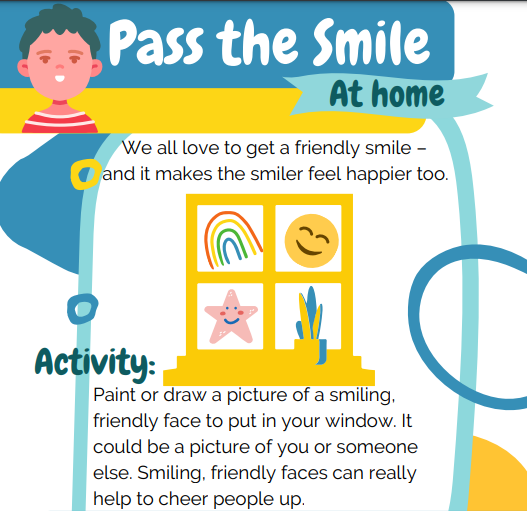 Pass the Smile
At home
We all love to get a friendly smile –
and it makes the smiler feel happier too.
Activity:
Paint or draw a picture of a smiling,
friendly face to put in your window. It
could be a picture of you or someone
else. Smiling, friendly faces can really
help to cheer people up.